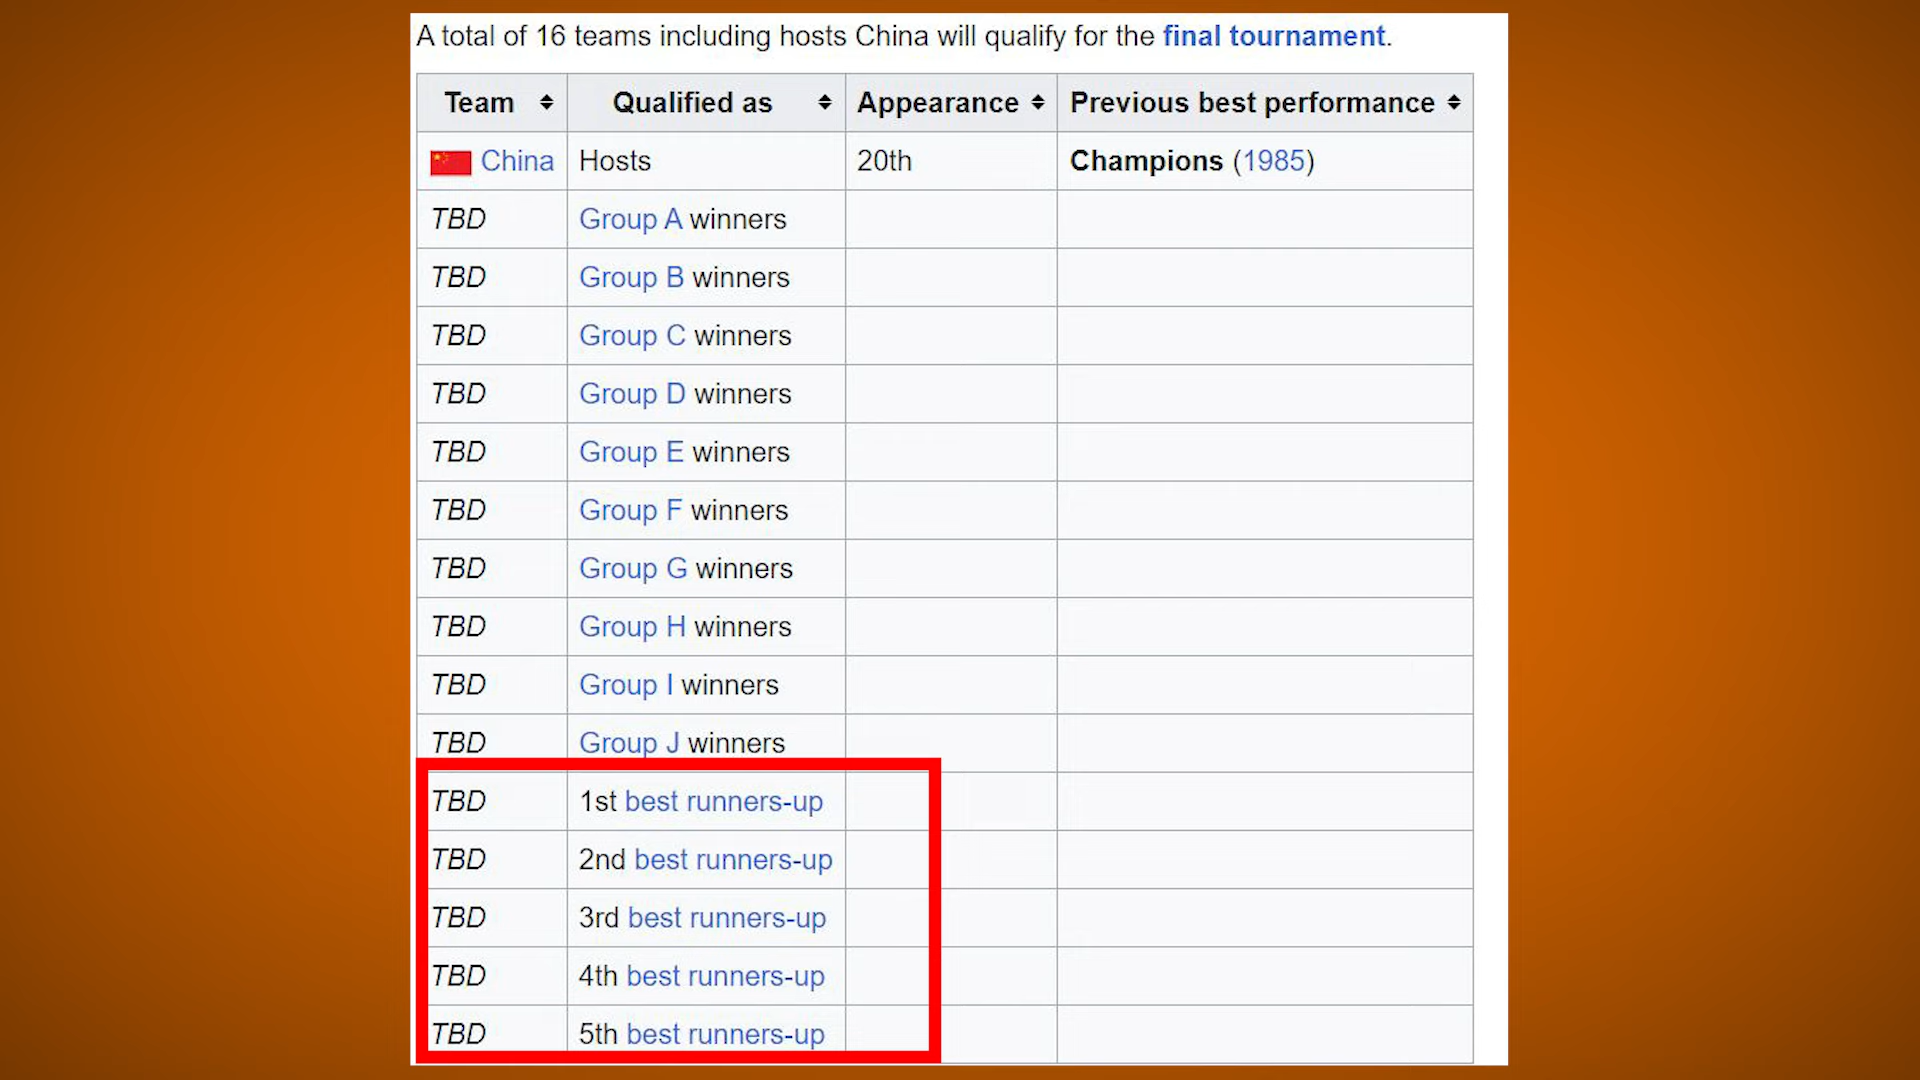 A total of 16 teams including hosts China will qualify for the final tournament.
Team Qualified as Appearance Previous best performance
China Hosts 20th Champions (1985)
TBD Group A winners
TBD Group B winners
TBD Group C winners
TBD Group D winners
TBD Group E winners
TBD Group F winners
TBD Group G winners
TBD Group H winners
TBD Group I winners
TBD Group J winners
TBD 1st best runners-up
TBD 2nd best runners-up
TBD 3rd best runners-up
TBD 4th best runners-up
TBD 5th best runners-up